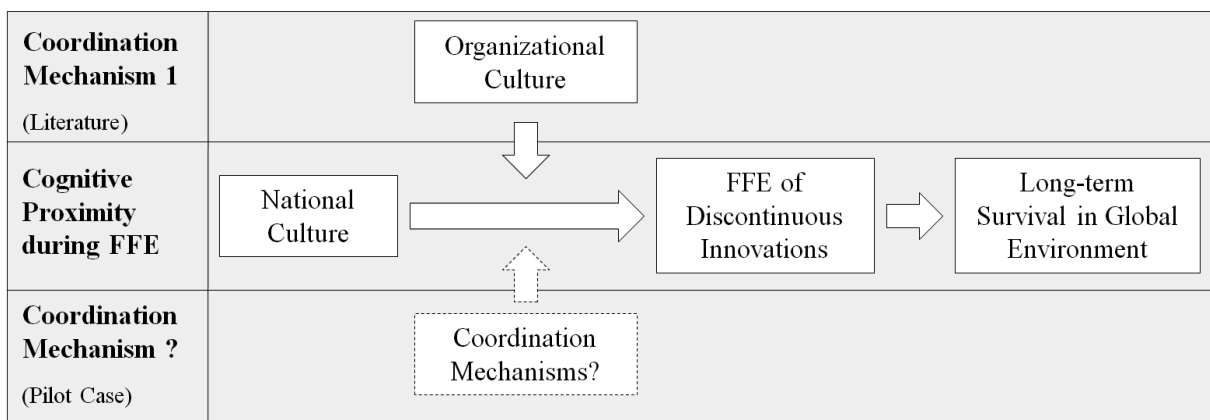 Coordination
Mechanism 1
(Literature)
Organizational
Culture
Cognitive
Proximity
during FFE
National
Culture
FFE of
Discontinuous
Innovations
Long-term
Survival in Global
Environment
Coordination
Mechanism ?
(Pilot Case)
Coordination
Mechanisms?